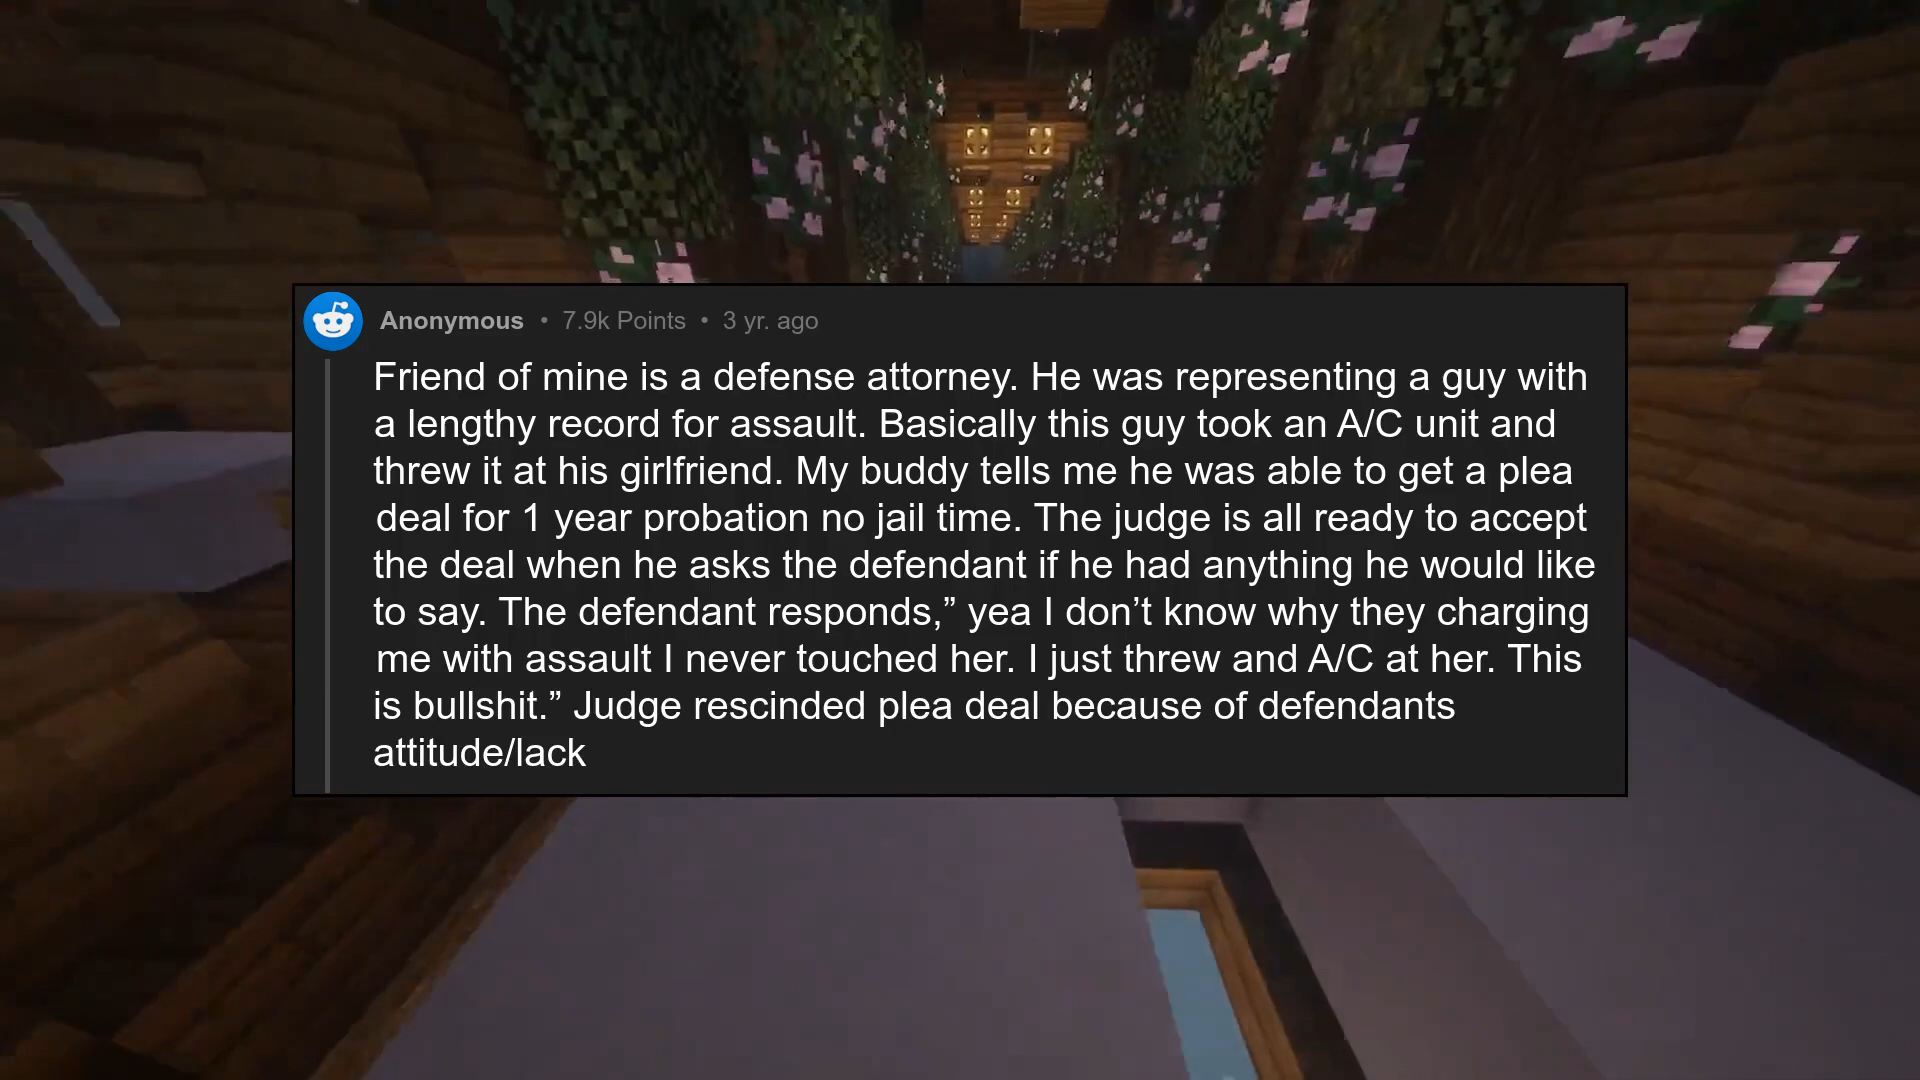 Anonymous • 7.9k Points • 3 yr. ago
Friend of mine is a defense attorney. He was representing a guy with
a lengthy record for assault. Basically this guy took an A/C unit and
threw it at his girlfriend. My buddy tells me he was able to get a plea
deal for 1 year probation no jail time. The judge is all ready to accept
the deal when he asks the defendant if he had anything he would like
to say. The defendant responds,” yea I don’t know why they charging
me with assault I never touched her. I just threw and A/C at her. This
is bullshit.” Judge rescinded plea deal because of defendants
attitude/lack